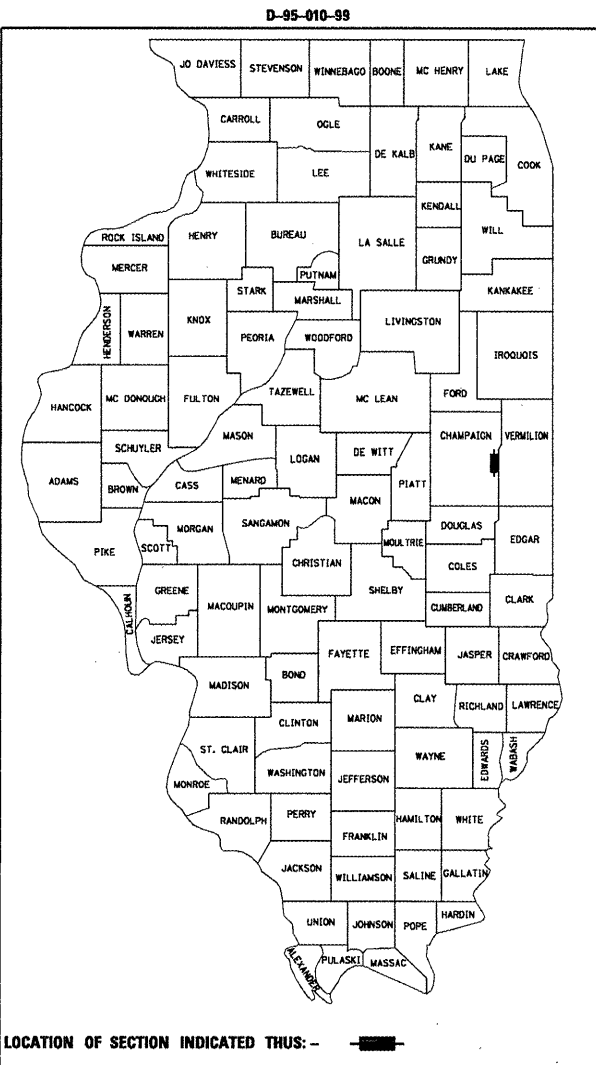 D-95-010-99
JO DAVIESS STEVENSON WINNEBAGO BOONE MC HENRY LAKE
CARROLL OGLE DE KALB KANE DU PAGE COOK
WHITESIDE LEE
KENDALL WILL
ROCK ISLAND HENRY BUREAU LA SALLE
GRUNDY
MERCER PUTNAM
STARK MARSHALL KANKAKEE
HENDERSON WARREN KNOX PEORIA WOODFORD LIVINGSTON IROQUOIS
HANCOCK MC DONOUGH FULTON TAZEWELL MC LEAN FORD
MASON CHAMPAIGN VERMILION
SCHUYLER LOGAN DE WITT
ADAMS BROWN CASS MENARD PIATT
MACON
MORGAN SANGAMON DOUGLAS EDGAR
PIKE SCOTT CHRISTIAN MOULTRIE
COLES
CALHOUN GREENE MACOUPIN MONTGOMERY SHELBY CUMBERLAND CLARK
JERSEY FAYETTE EFFINGHAM JASPER CRAWFORD
MADISON BOND
CLAY RICHLAND LAWRENCE
CLINTON MARION
ST. CLAIR WAYNE EDWARDS WABASH
WASHINGTON JEFFERSON
MONROE
RANDOLPH PERRY HAMILTON WHITE
FRANKLIN
JACKSON WILLIAMSON SALINE GALLATIN
UNION JOHNSON POPE HARDIN
ALEXANDER PULASKI MASSAC
LOCATION OF SECTION INDICATED THUS: -